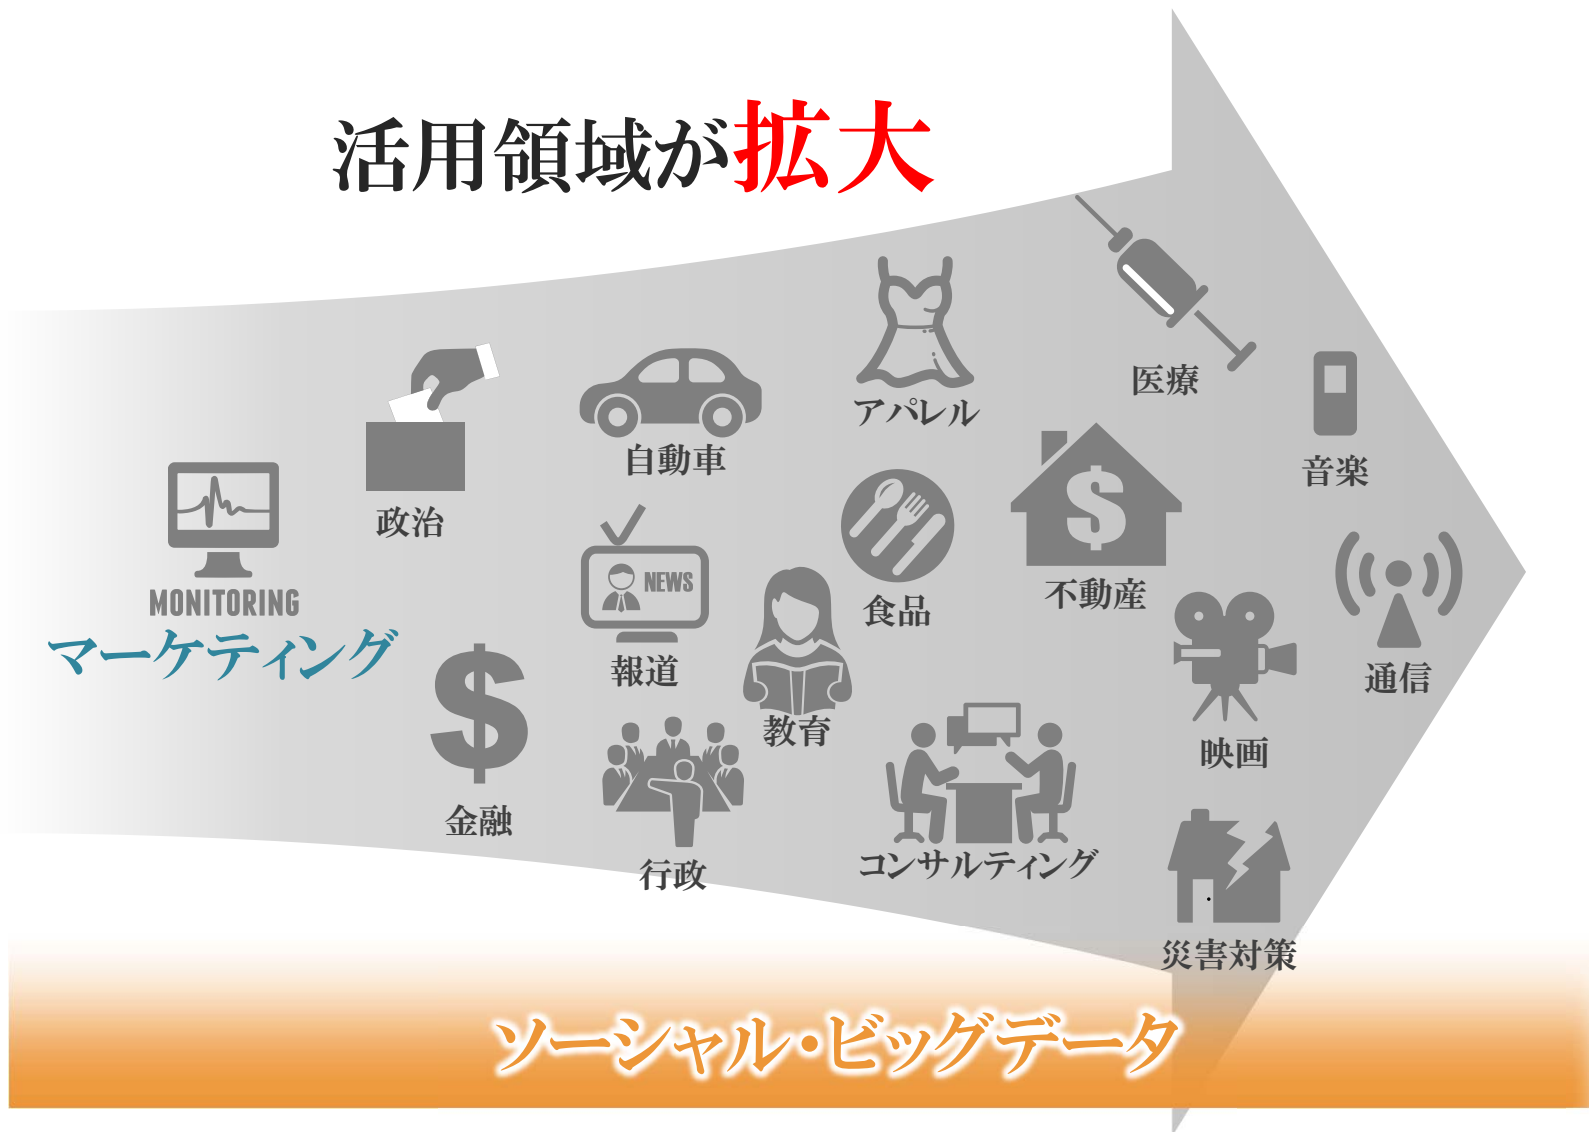 活用領域が拡大
医療
アパレル
自動車
音楽
政治
不動産
食品
NEWS
MONITORING
マーケティング
報道
通信
教育
映画
金融
行政
コンサルティング
災害対策
ソーシャル・ビッグデータ